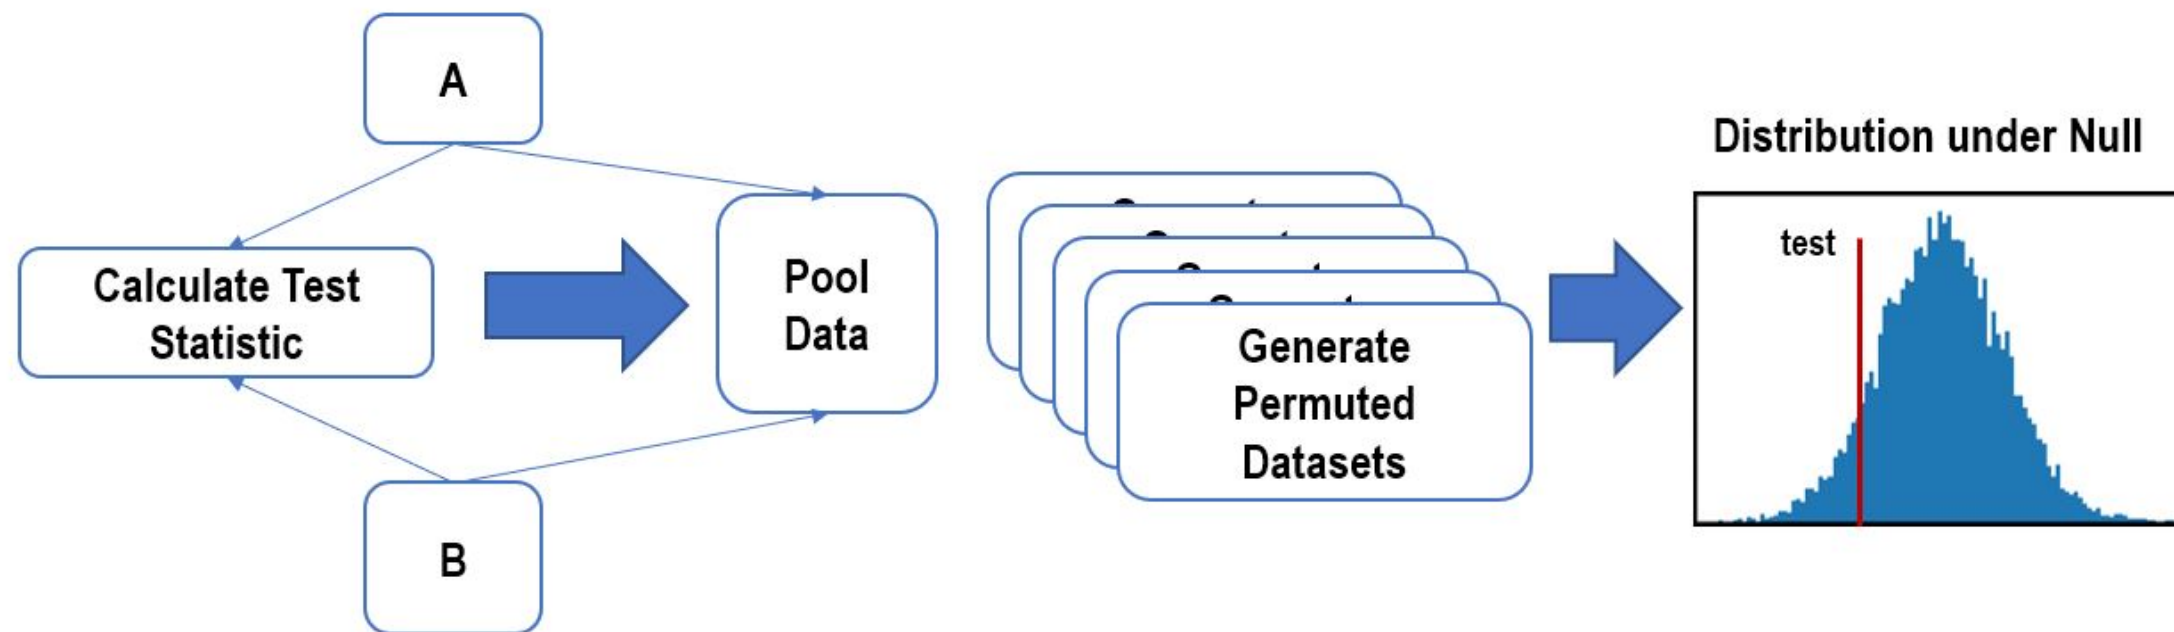 A
Calculate Test
Statistic
B
Pool
Data
Generate
Permuted
Datasets
Distribution under Null
test